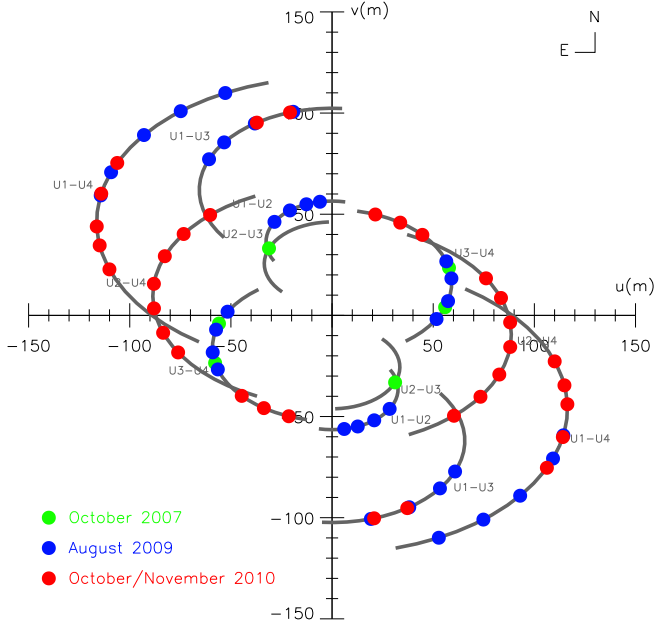 150
v(m)
N
E
100
U1-U3
U1-U4
U1-U2
50
U2-U3
U3-U4
U2-U4
u(m)
-150
-100
-50
50
100
150
U2-U4
U3-U4
U2-U3
-50
U1-U2
U1-U4
U1-U3
-100
October 2007
August 2009
October/November 2010
-150